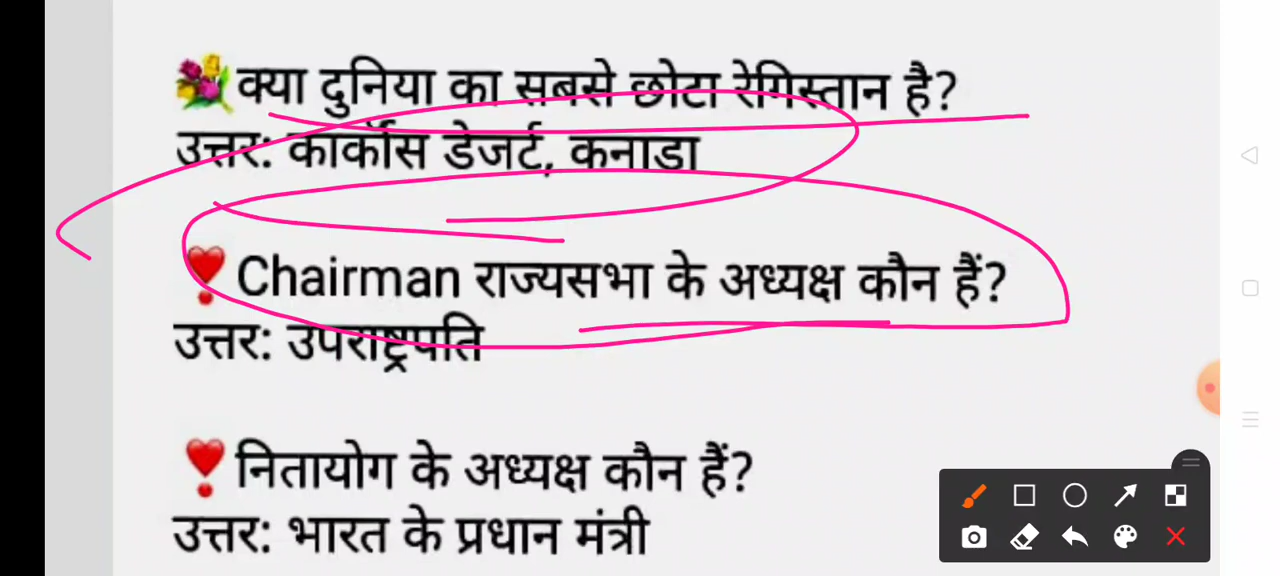 क्या दुनिया का सबसे छोटा रेगिस्तान है?
उत्तर: कार्कौस डेजर्ट, कनाडा
Chairman राज्यसभा के अध्यक्ष कौन हैं?
उत्तर: उपराष्ट्रपति
नितायोग के अध्यक्ष कौन हैं?
उत्तर: भारत के प्रधान मंत्री